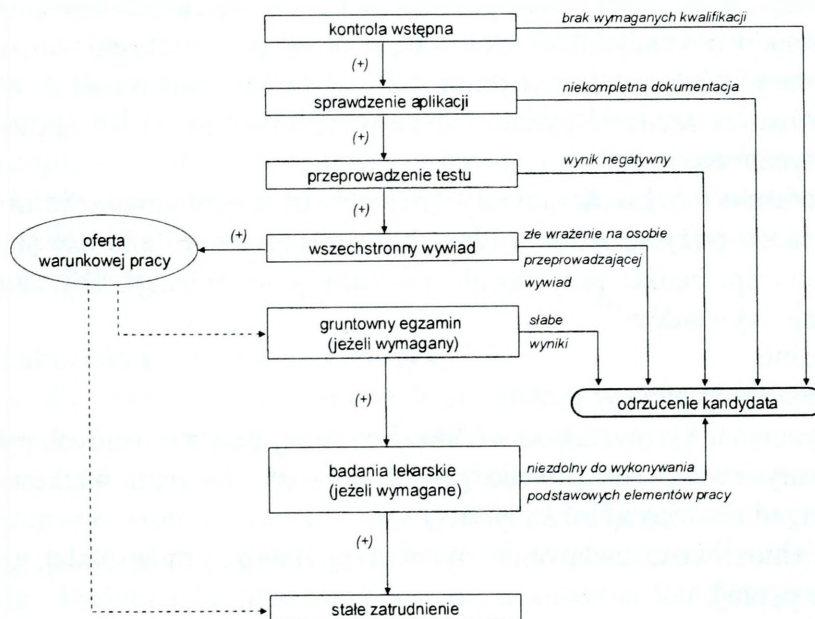 kontrola wstępna
brak wymaganych kwalifikacji
(+)
sprawdzenie aplikacji
niekompletna dokumentacja
(+)
przeprowadzenie testu
wynik negatywny
(+)
oferta
warunkowej pracy
(+)
wszechstronny wywiad
złe wrażenie na osobie
przeprowadzającej
wywiad
gruntowny egzamin
(jeżeli wymagany)
słabe
wyniki
odrzucenie kandydata
(+)
badania lekarskie
(jeżeli wymagane)
niezdolny do wykonywania
podstawowych elementów pracy
(+)
stałe zatrudnienie